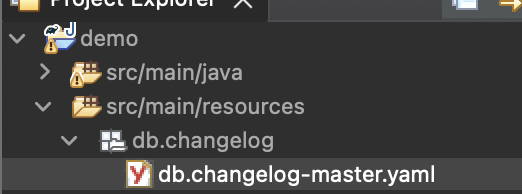 Project Explorer
demo
src/main/java
src/main/resources
db.changelog
db.changelog-master.yaml